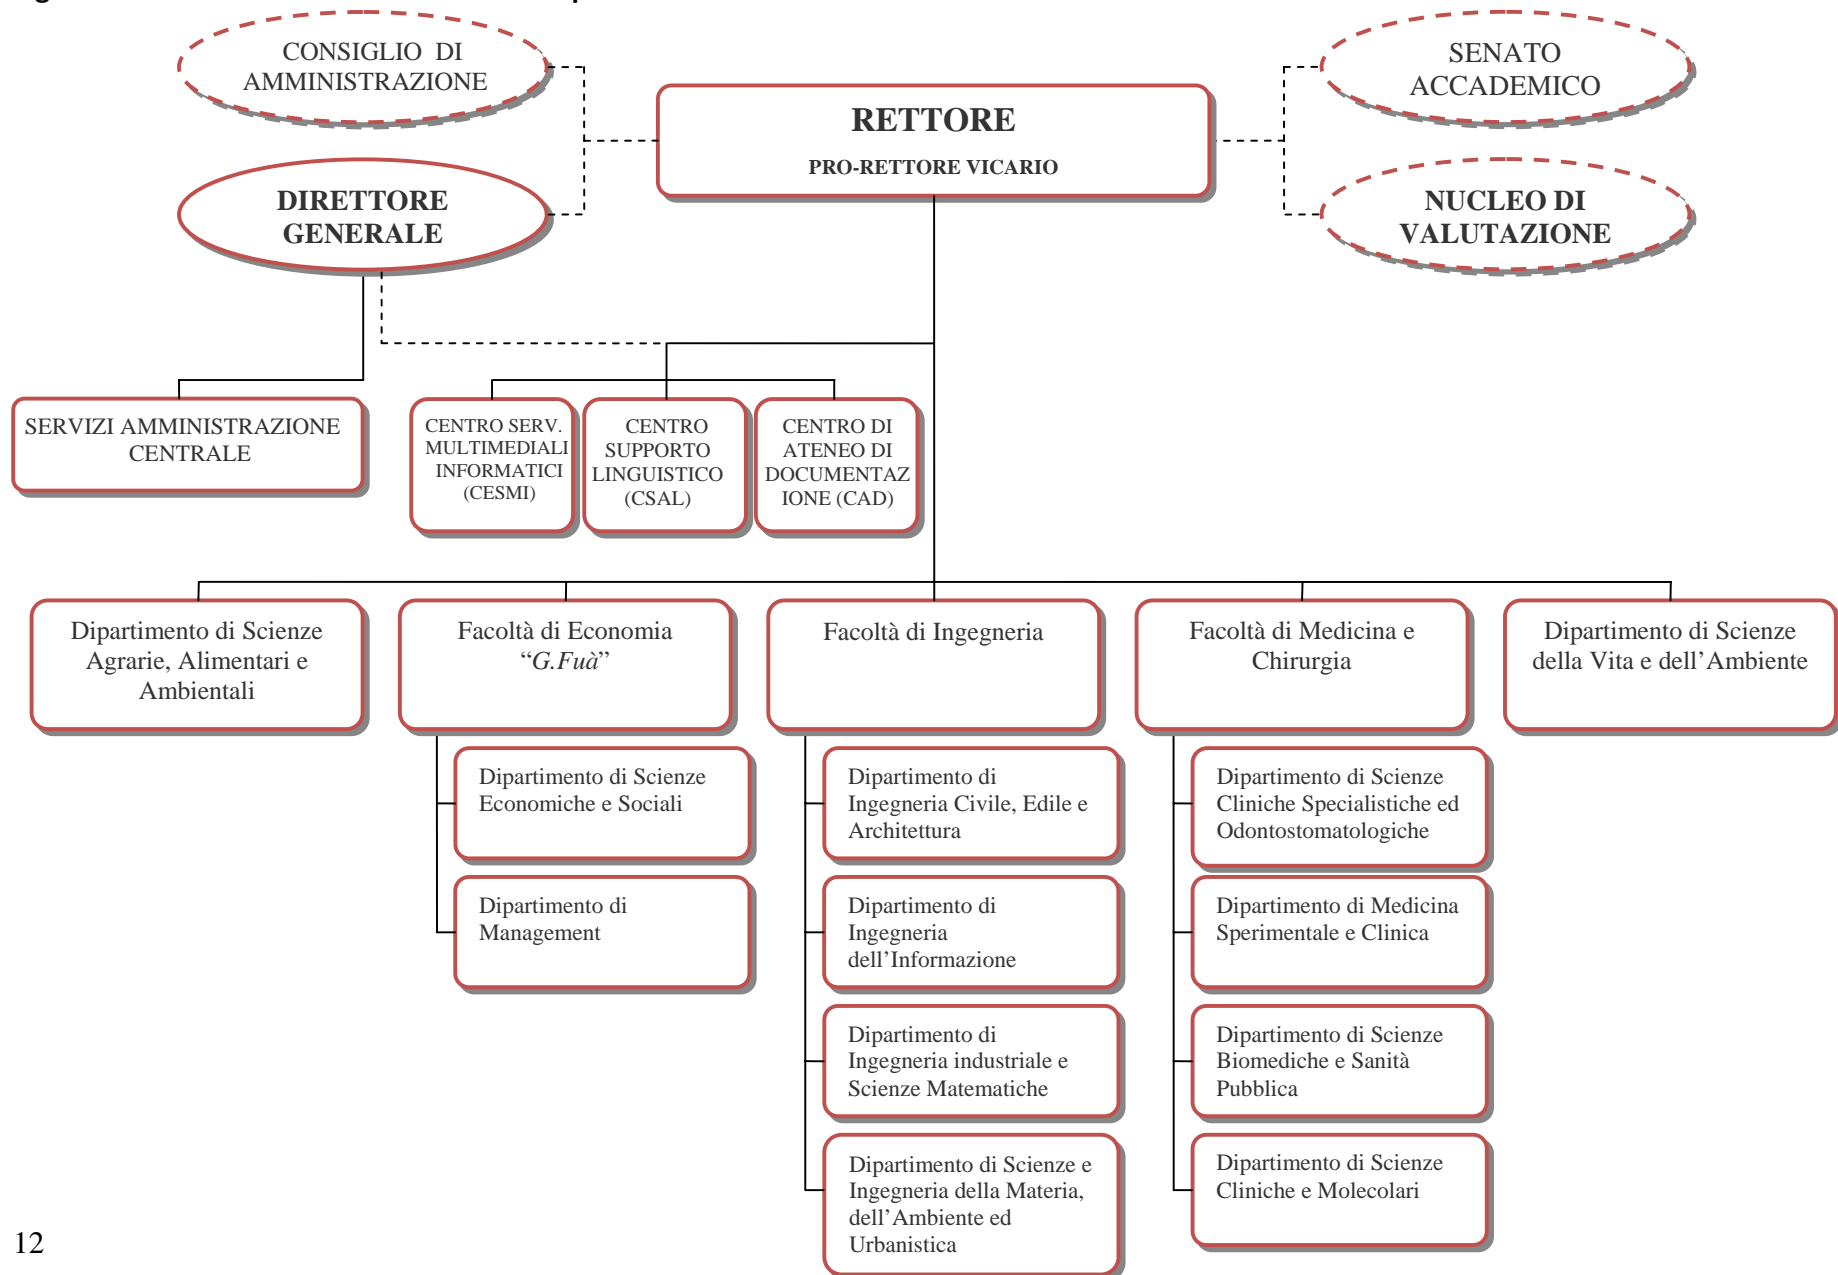 CONSIGLIO DI
AMMINISTRAZIONE
SENATO
ACCADEMICO
RETTORE
PRO-RETTORE VICARIO
DIRETTORE
GENERALE
NUCLEO DI
VALUTAZIONE
SERVIZI AMMINISTRAZIONE
CENTRALE
CENTRO SERV.
MULTIMEDIALI
INFORMATICI
(CESMI)
CENTRO
SUPPORTO
LINGUISTICO
(CSAL)
CENTRO DI
ATENEO DI
DOCUMENTAZ
IONE (CAD)
Dipartimento di Scienze
Agrarie, Alimentari e
Ambientali
Facoltà di Economia
“G.Fuà”
Facoltà di Ingegneria
Facoltà di Medicina e
Chirurgia
Dipartimento di Scienze
della Vita e dell’Ambiente
Dipartimento di Scienze
Economiche e Sociali
Dipartimento di
Management
Dipartimento di
Ingegneria Civile, Edile e
Architettura
Dipartimento di
Ingegneria
dell’Informazione
Dipartimento di
Ingegneria industriale e
Scienze Matematiche
Dipartimento di Scienze e
Ingegneria della Materia,
dell’Ambiente ed
Urbanistica
Dipartimento di Scienze
Cliniche Specialistiche ed
Odontostomatologiche
Dipartimento di Medicina
Sperimentale e Clinica
Dipartimento di Scienze
Biomediche e Sanità
Pubblica
Dipartimento di Scienze
Cliniche e Molecolari
12